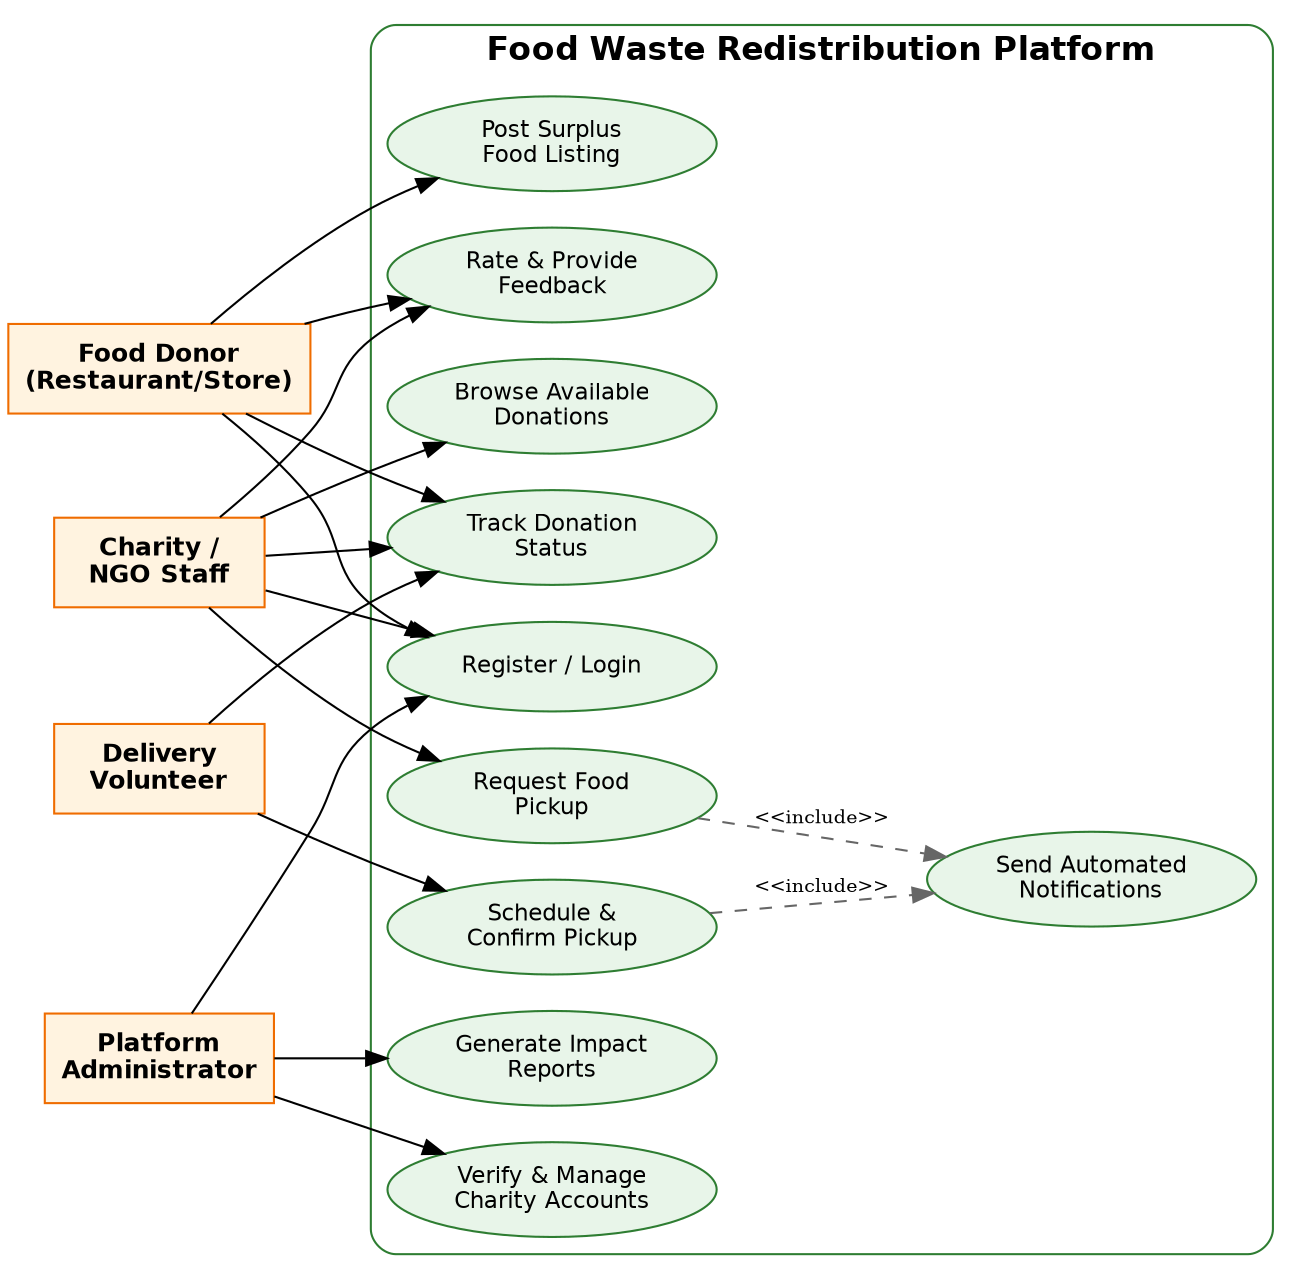 Food Waste Redistribution Platform
Post Surplus
Food Listing
Rate & Provide
Feedback
Food Donor
(Restaurant/Store)
Browse Available
Donations
Track Donation
Status
Charity /
NGO Staff
Register / Login
Delivery
Volunteer
Request Food
Pickup
<<include>>
Send Automated
Notifications
<<include>>
Schedule &
Confirm Pickup
Platform
Administrator
Generate Impact
Reports
Verify & Manage
Charity Accounts